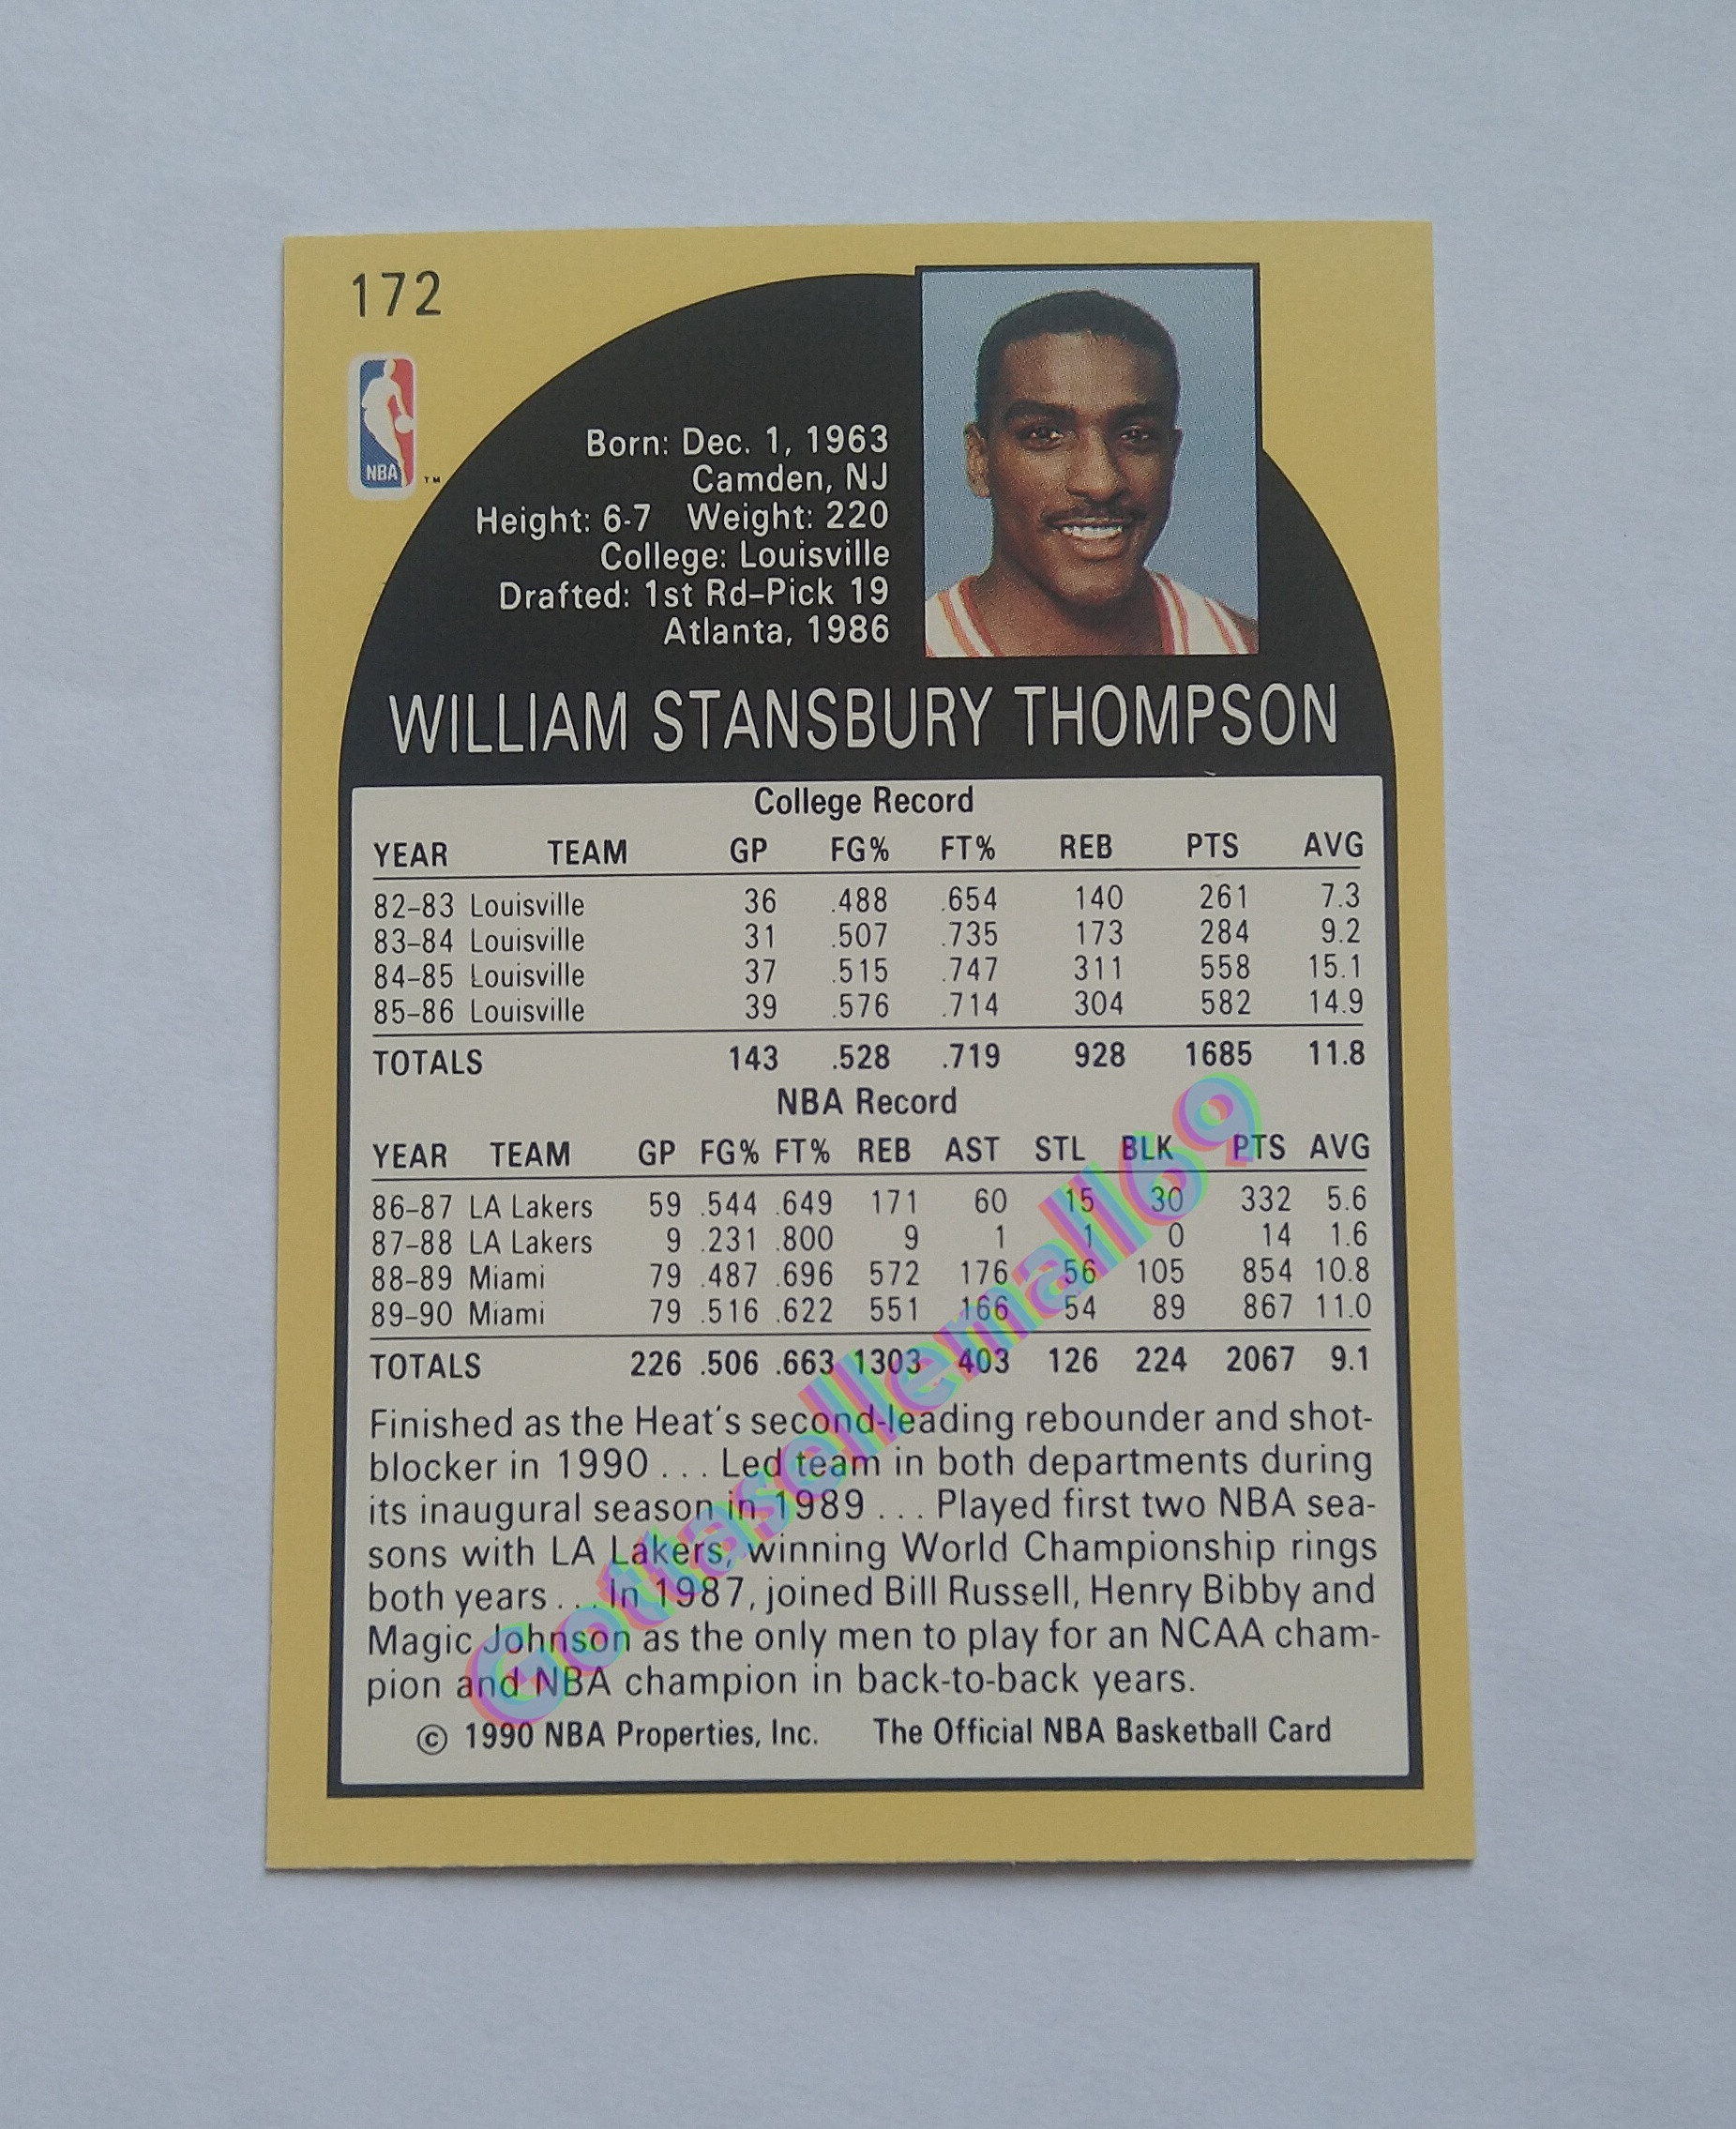 172
NBA
TM
Born: Dec. 1, 1963
Camden, NJ
Height: 6-7 Weight: 220
College: Louisville
Drafted: 1st Rd–Pick 19
Atlanta, 1986
WILLIAM STANSBURY THOMPSON
College Record
YEAR TEAM GP FG% FT% REB PTS AVG
82–83 Louisville 36 .488 .654 140 261 7.3
83–84 Louisville 31 .507 .735 173 284 9.2
84–85 Louisville 37 .515 .747 311 558 15.1
85–86 Louisville 39 .576 .714 304 582 14.9
TOTALS 143 .528 .719 928 1685 11.8
NBA Record
YEAR TEAM GP FG% FT% REB AST STL BLK PTS AVG
86–87 LA Lakers 59 .544 .649 171 60 15 30 332 5.6
87–88 LA Lakers 9 .231 .800 9 1 1 0 14 1.6
88–89 Miami 79 .487 .696 572 176 56 105 854 10.8
89–90 Miami 79 .516 .622 551 166 54 89 867 11.0
TOTALS 226 .506 .663 1303 403 126 224 2067 9.1
Finished as the Heat's second-leading rebounder and shot-
blocker in 1990 . . . Led team in both departments during
its inaugural season in 1989 . . . Played first two NBA sea-
sons with LA Lakers, winning World Championship rings
both years . . . In 1987, joined Bill Russell, Henry Bibby and
Magic Johnson as the only men to play for an NCAA cham-
pion and NBA champion in back-to-back years.
© 1990 NBA Properties, Inc. The Official NBA Basketball Card
Gottasellemall69